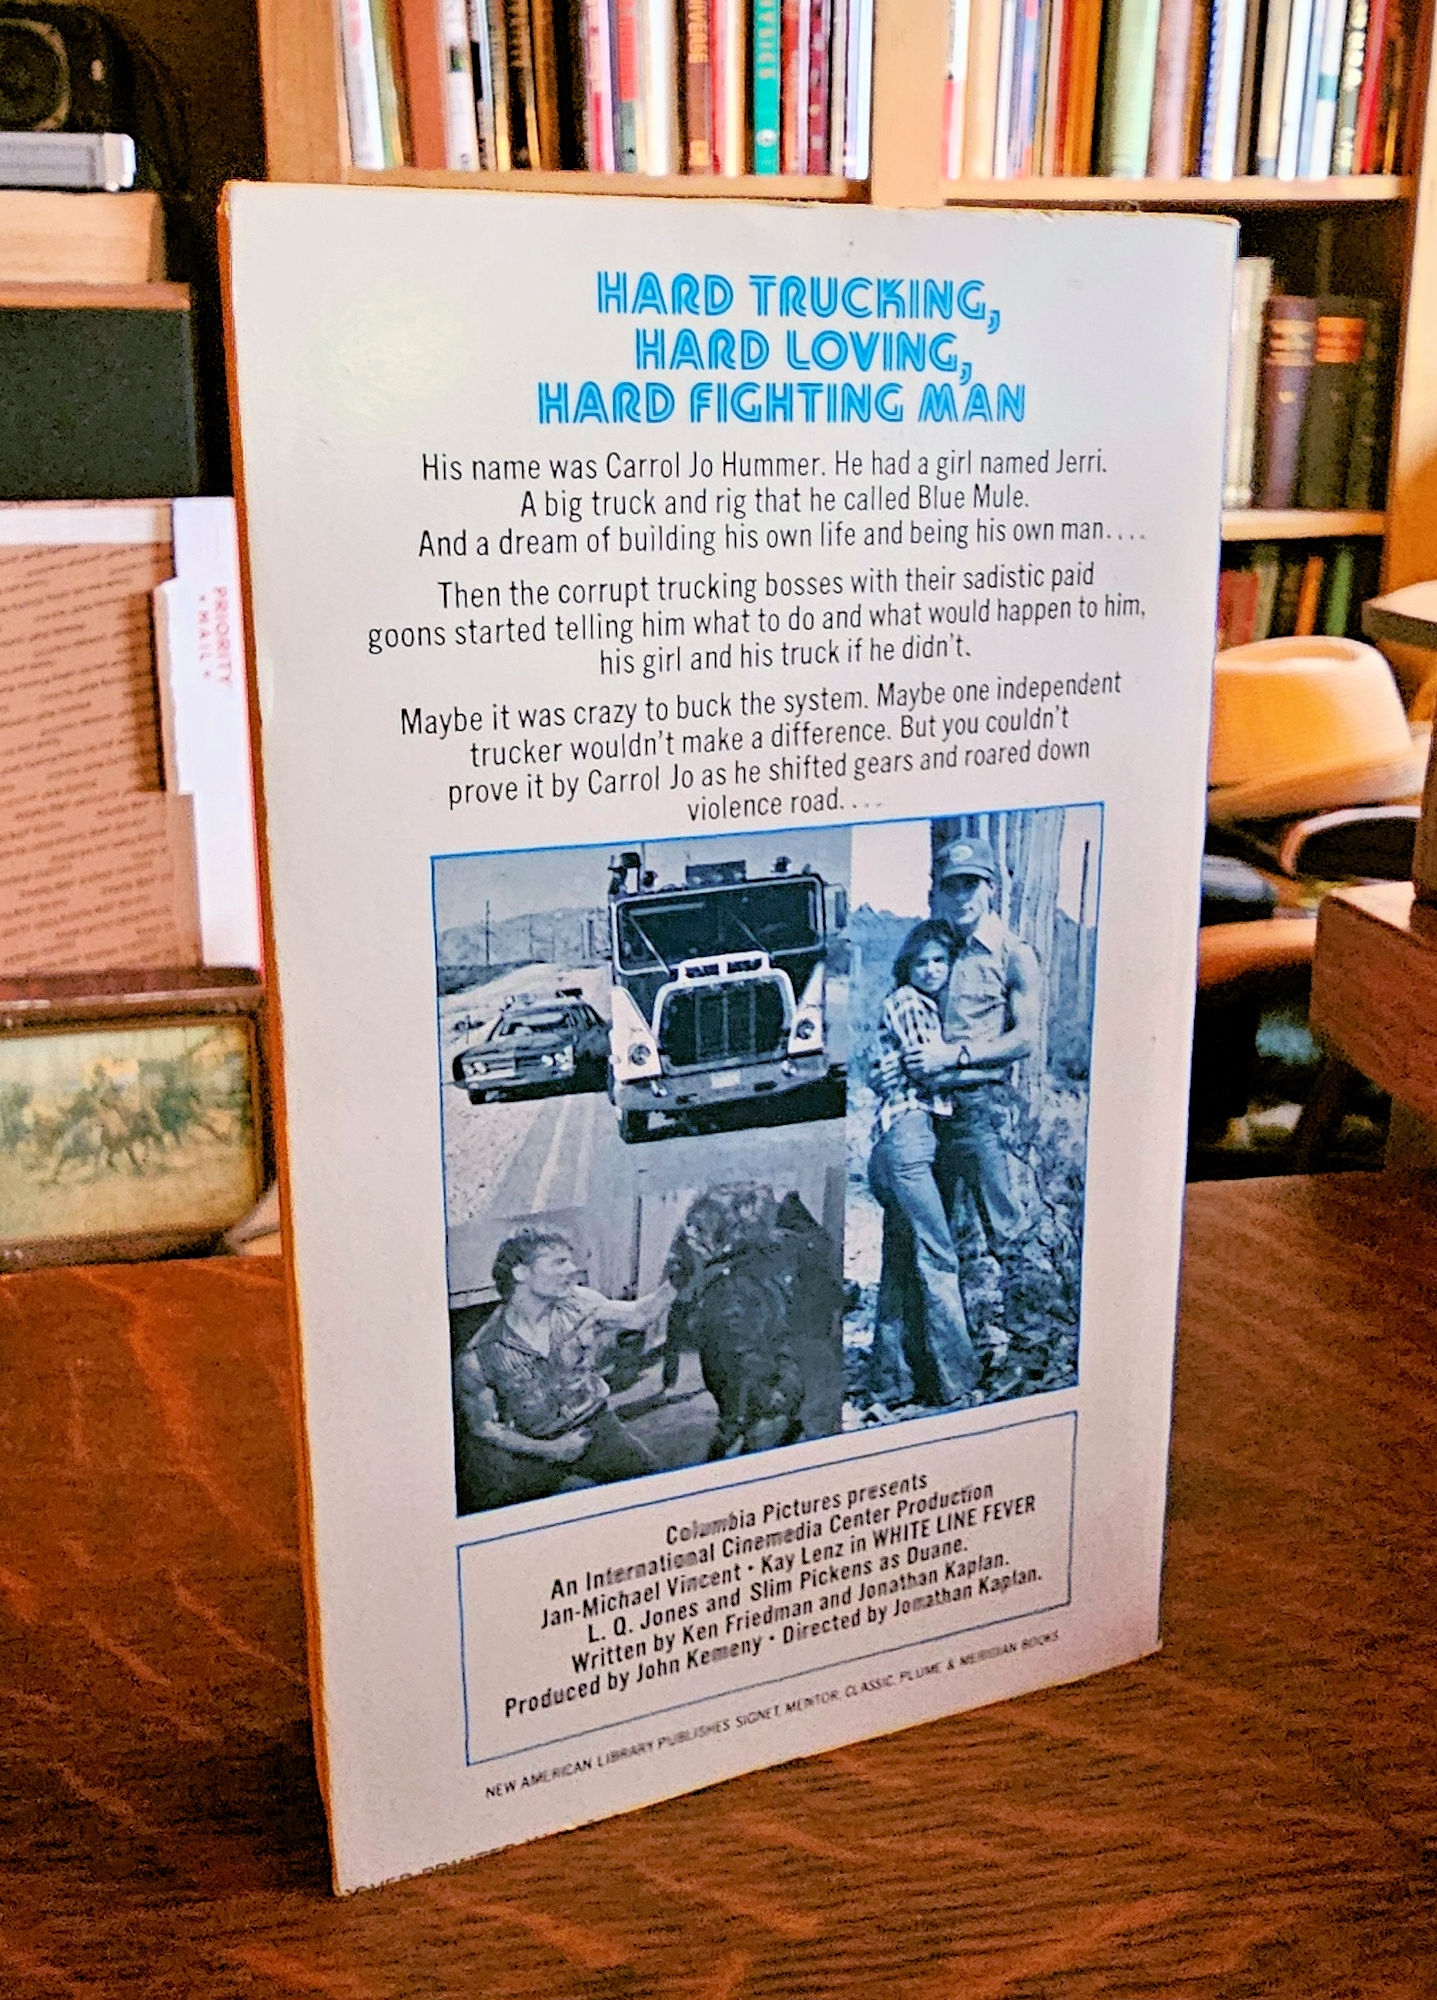 HARD TRUCKING,
HARD LOVING,
HARD FIGHTING MAN
His name was Carrol Jo Hummer. He had a girl named Jerri.
A big truck and rig that he called Blue Mule.
And a dream of building his own life and being his own man....
Then the corrupt trucking bosses with their sadistic paid
goons started telling him what to do and what would happen to him,
his girl and his truck if he didn't.
Maybe it was crazy to buck the system. Maybe one independent
trucker wouldn't make a difference. But you couldn't
prove it by Carrol Jo as he shifted gears and roared down
violence road....
Columbia Pictures presents
An International Cinemedia Center Production
Jan-Michael Vincent • Kay Lenz in WHITE LINE FEVER
L. Q. Jones and Slim Pickens as Duane.
Written by Ken Friedman and Jonathan Kaplan.
Produced by John Kemeny • Directed by Jonathan Kaplan.
NEW AMERICAN LIBRARY PUBLISHES SIGNET, MENTOR, CLASSIC, PLUME & MERIDIAN BOOKS
PRIORITY
MAIL